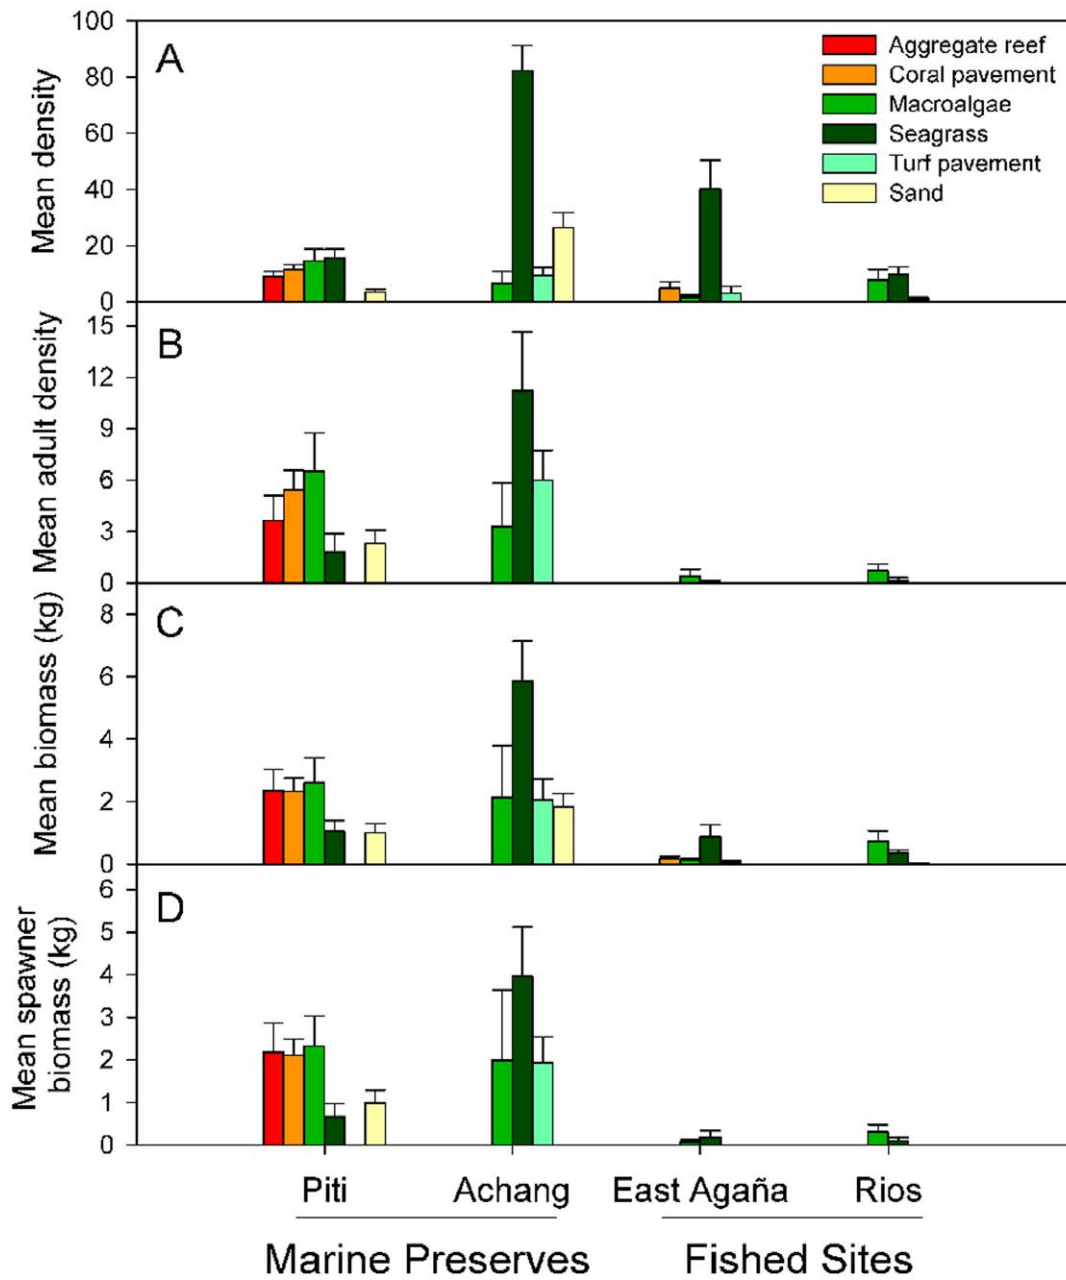 A
Mean density
100
80
60
40
20
0
Aggregate reef
Coral pavement
Macroalgae
Seagrass
Turf pavement
Sand
B
Mean adult density
15
12
9
6
3
0
C
Mean biomass (kg)
8
6
4
2
0
D
Mean spawner
biomass (kg)
6
5
4
3
2
1
0
Piti Achang East Agaña Rios
Marine Preserves Fished Sites